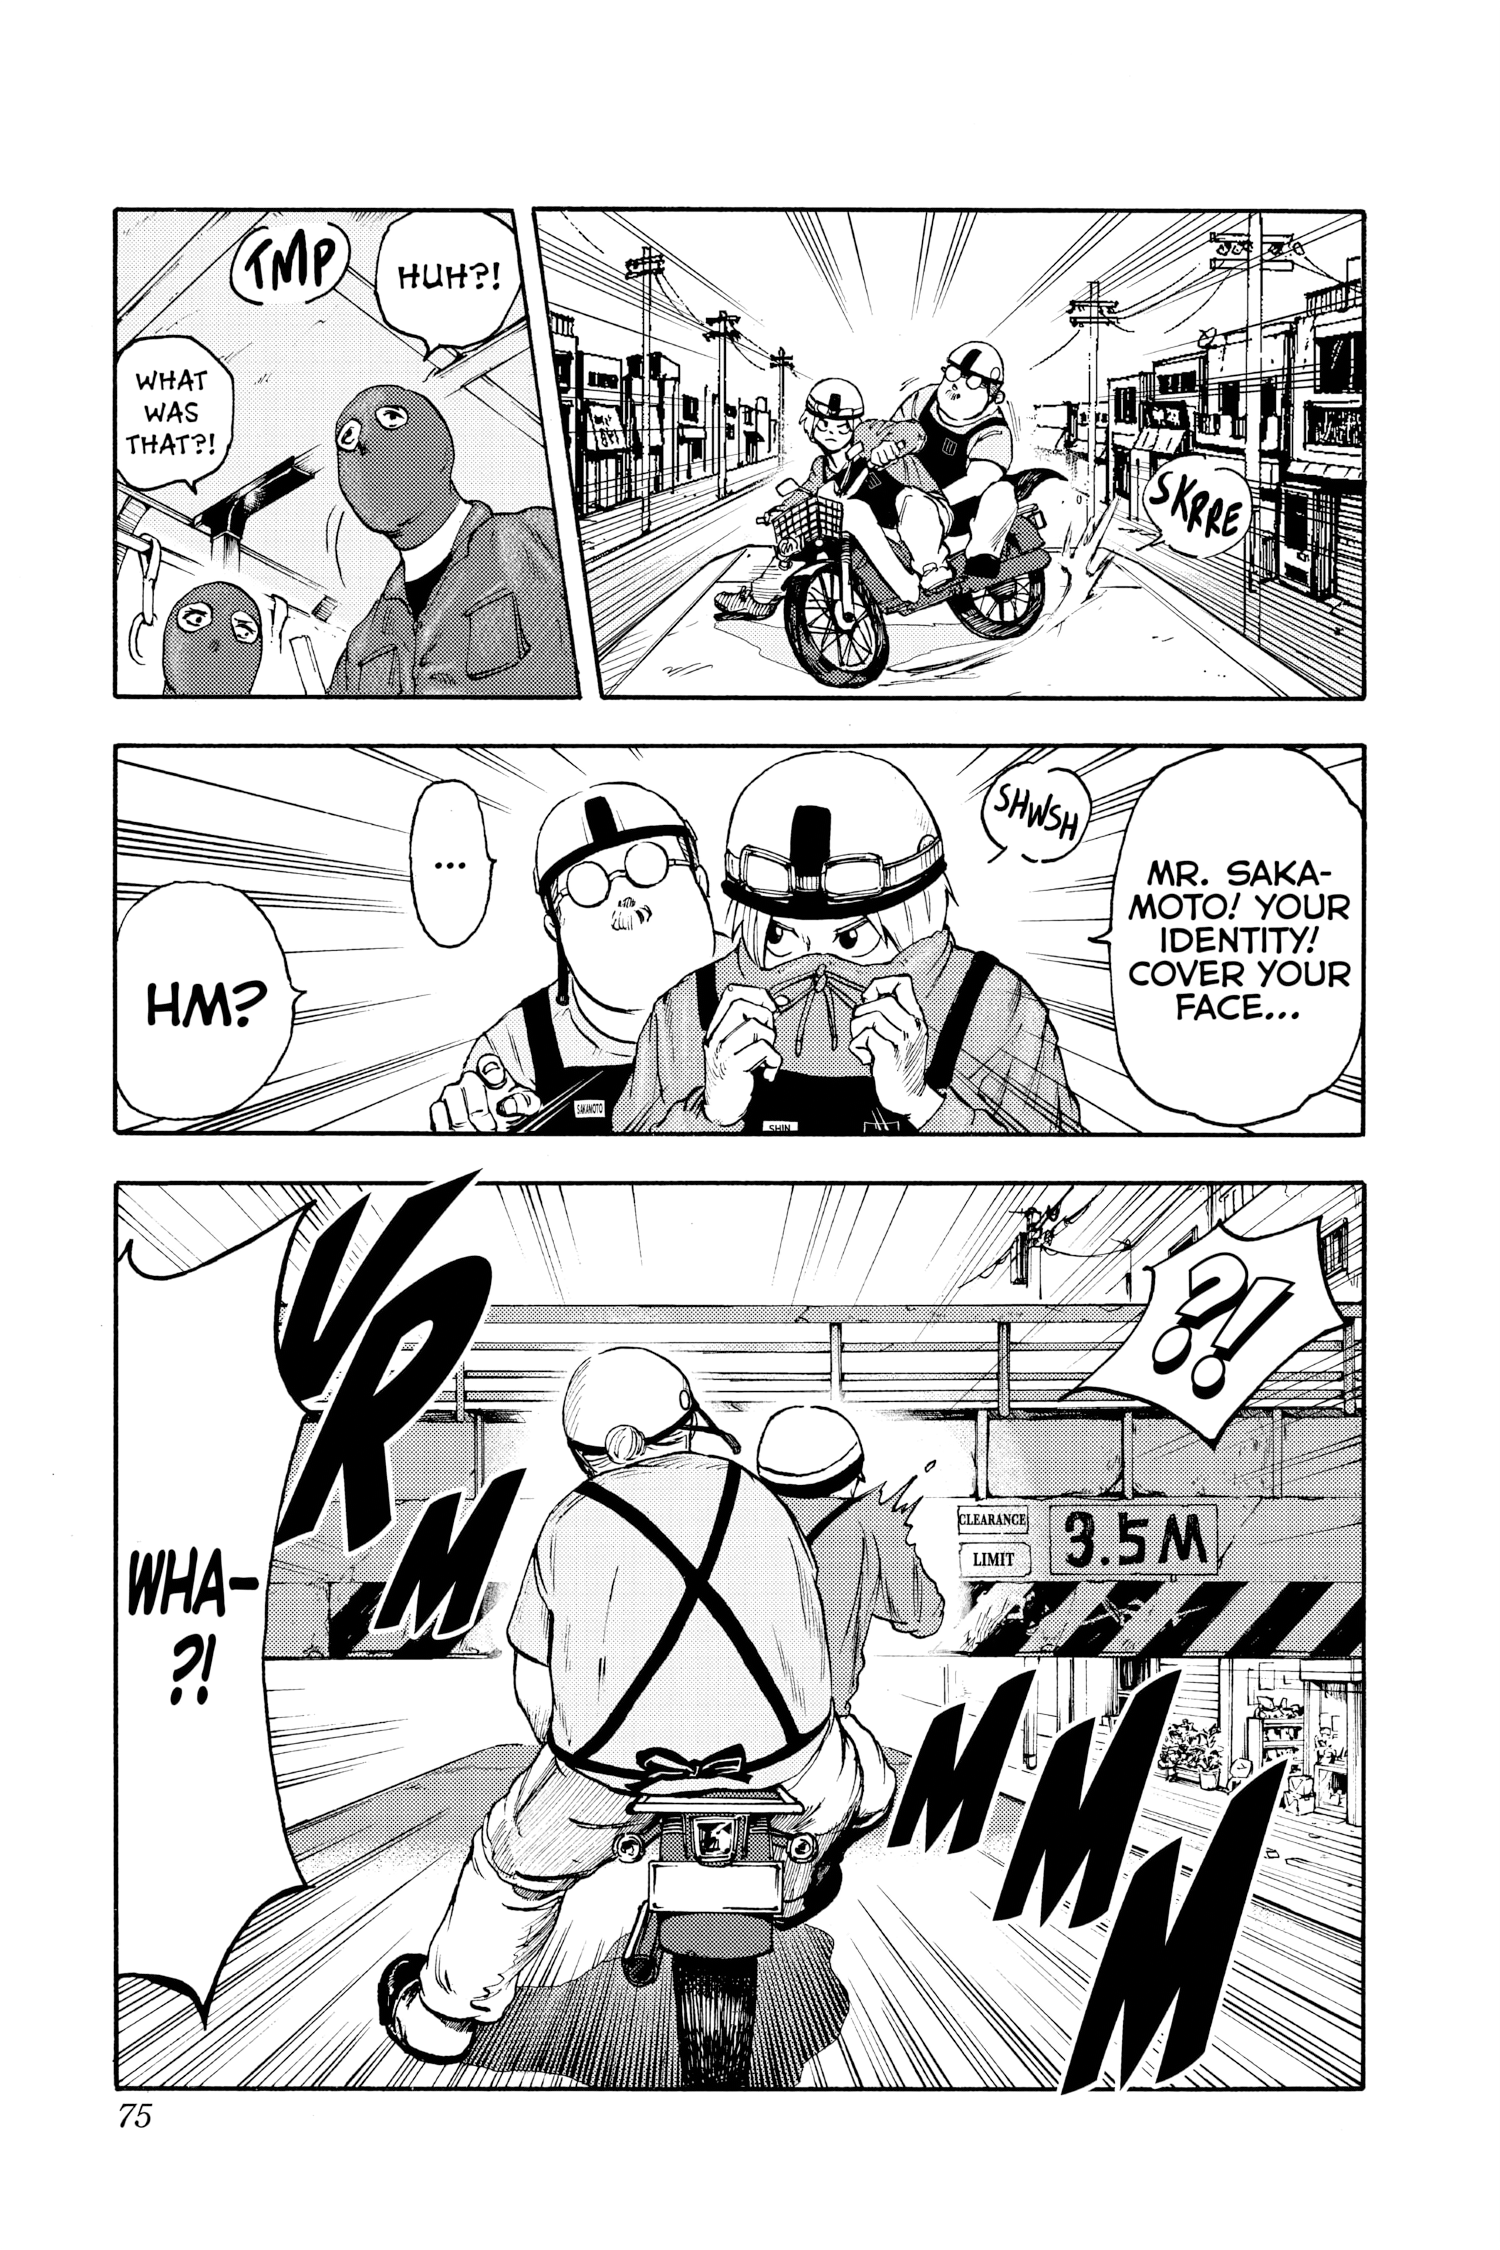 SKRRE
HUH?!
TMP
WHAT
WAS
THAT?!
MR. SAKA-
MOTO! YOUR
IDENTITY!
COVER YOUR
FACE...
SHWSH
...
HM?
SAKAMOTO
SHIN
?!
VRM
MMM
CLEARANCE
LIMIT
3.5M
WHA-
?!
75